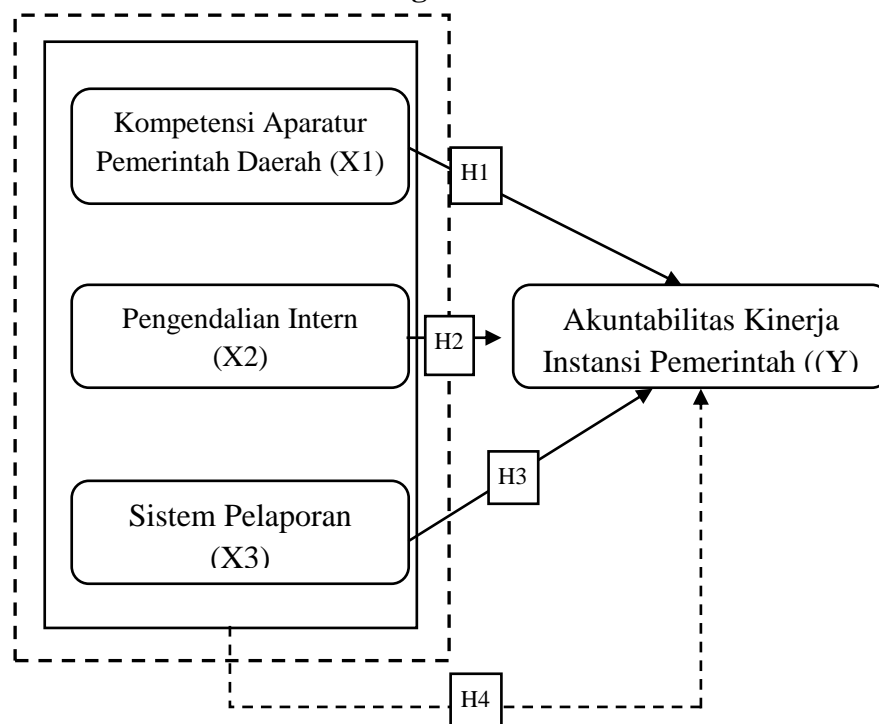 Kompetensi Aparatur
Pemerintah Daerah (X1)
H1
Pengendalian Intern
(X2)
H2
Akuntabilitas Kinerja
Instansi Pemerintah ((Y)
Sistem Pelaporan
(X3)
H3
H4